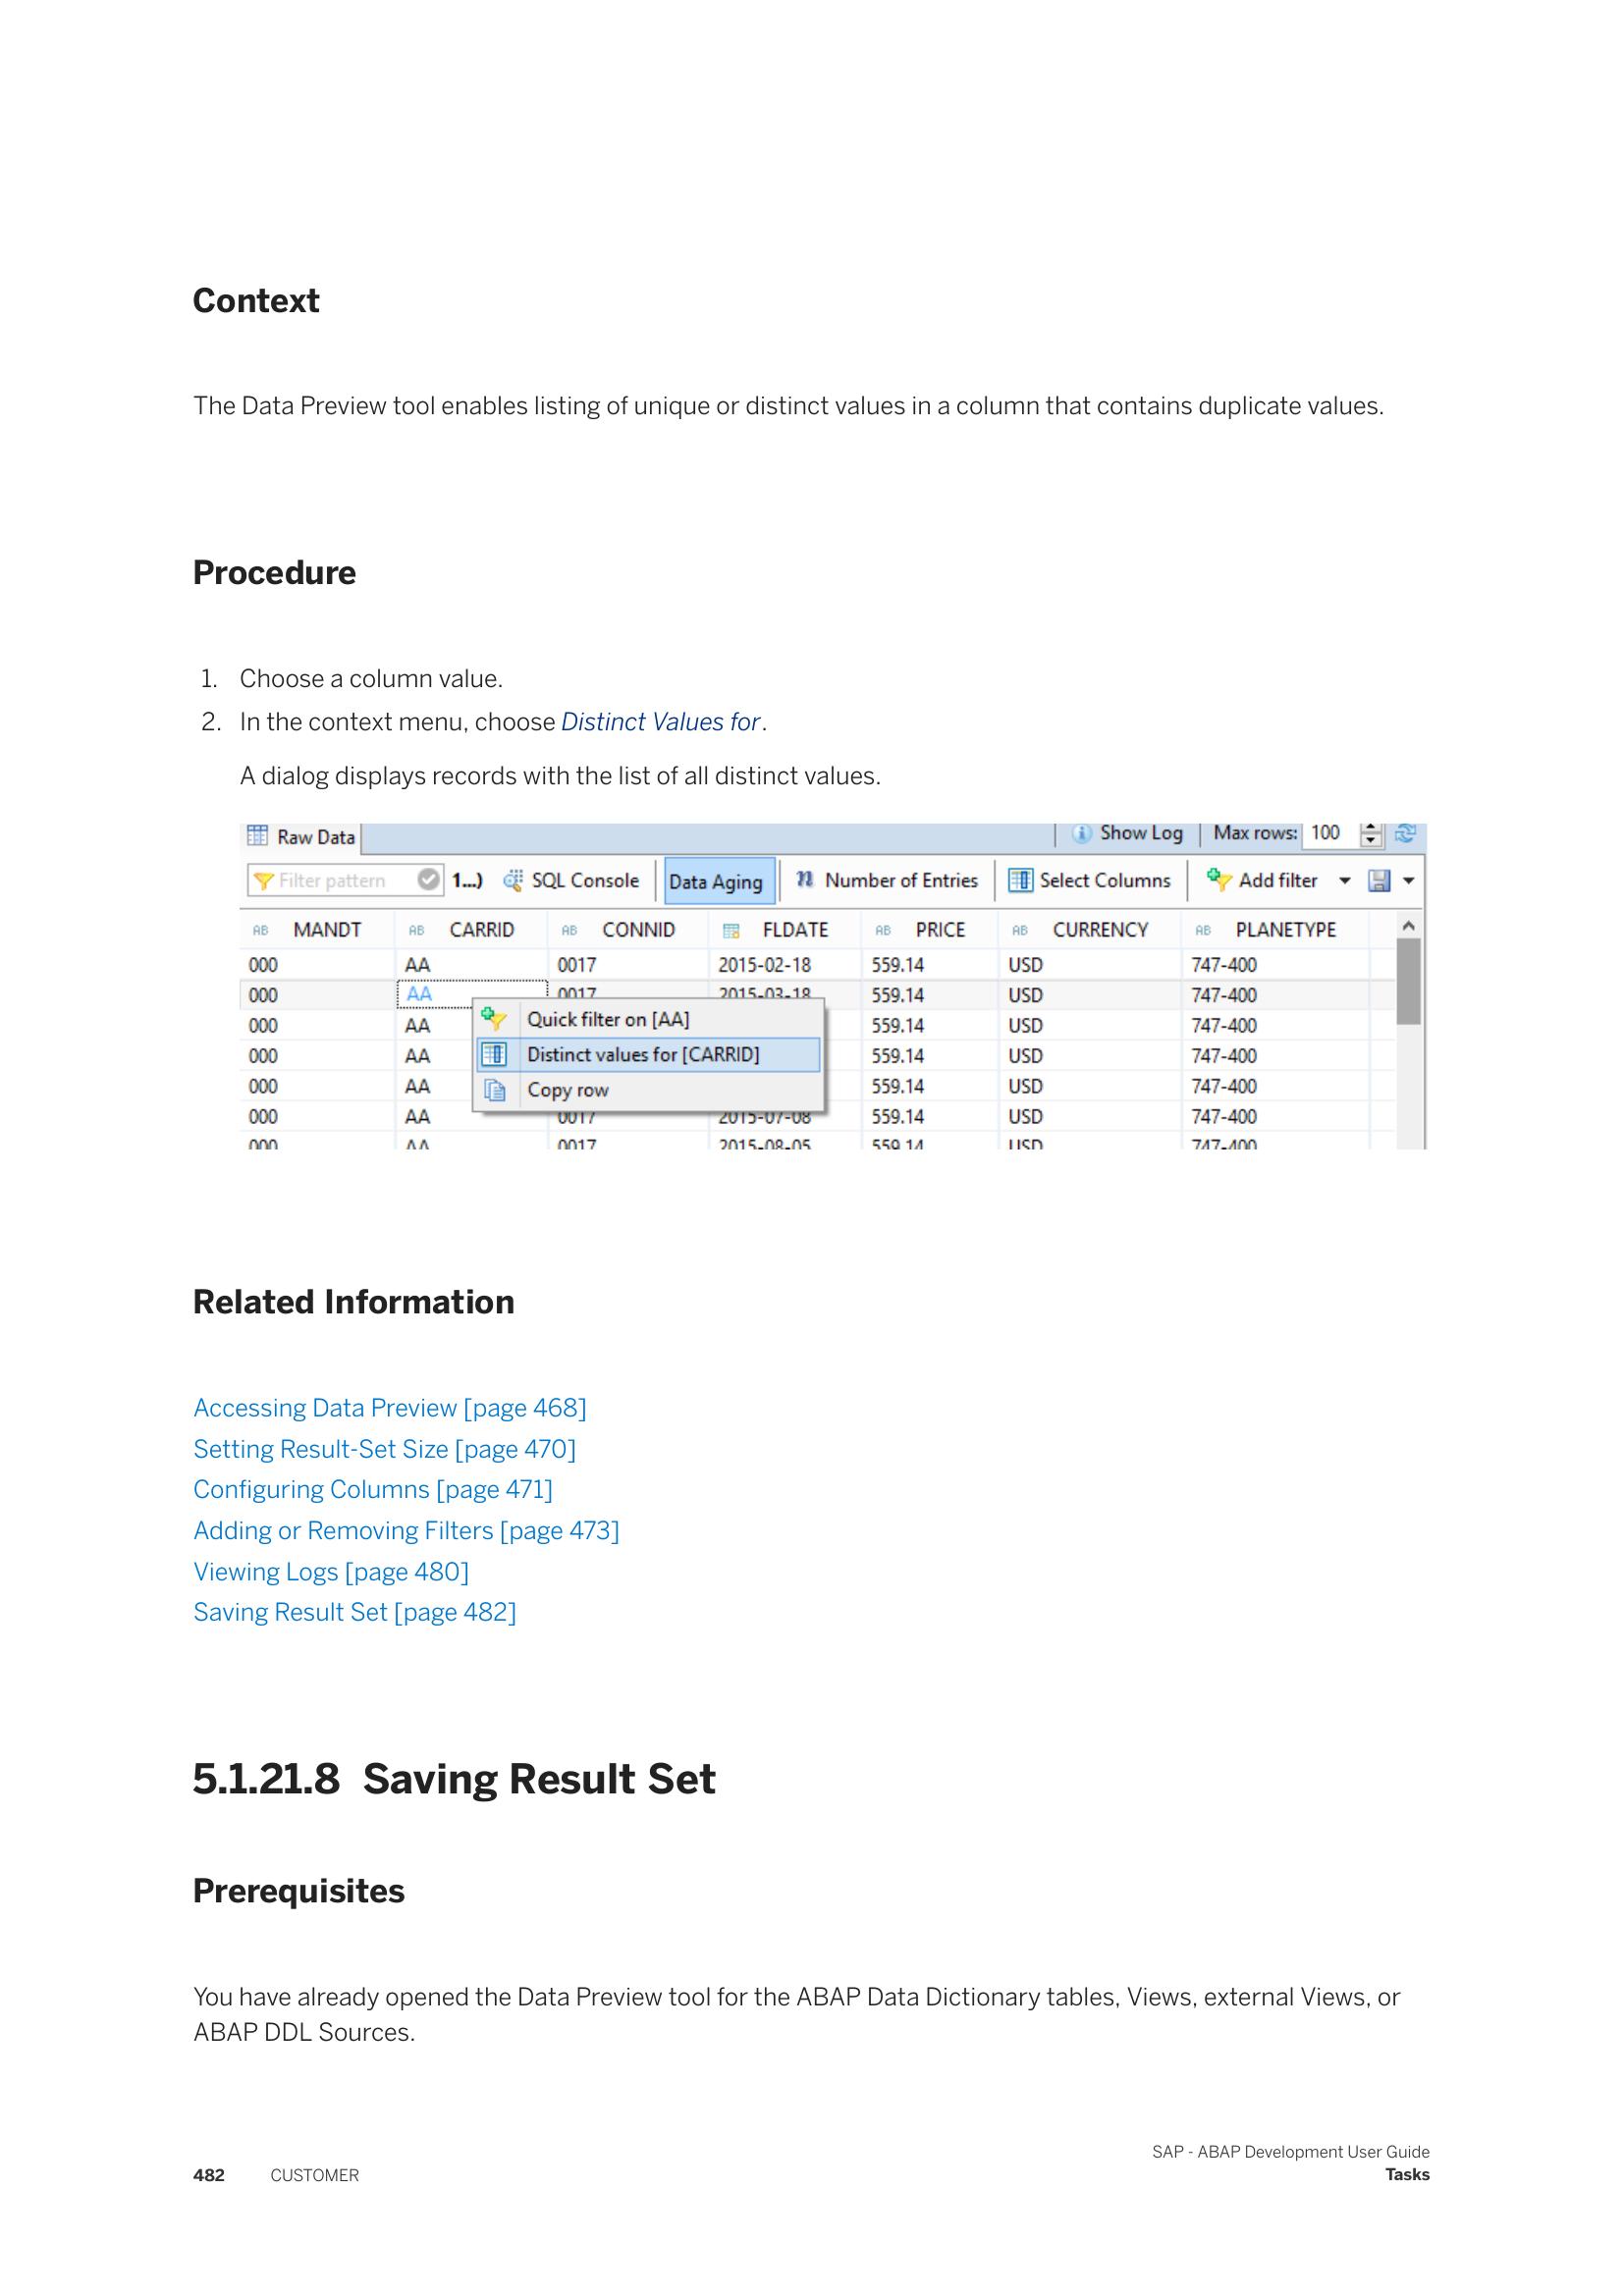 Context
The Data Preview tool enables listing of unique or distinct values in a column that contains duplicate values.
Procedure
1. Choose a column value.
2. In the context menu, choose Distinct Values for.
A dialog displays records with the list of all distinct values.
Raw Data Show Log Max rows: 100
Filter pattern 1...) SQL Console Data Aging Number of Entries Select Columns Add filter
AB MANDT AB CARRID AB CONNID FLDATE AB PRICE AB CURRENCY AB PLANETYPE
000 AA 0017 2015-02-18 559.14 USD 747-400
000 AA 0017 2015-03-18 559.14 USD 747-400
Quick filter on [AA]
000 AA 559.14 USD 747-400
Distinct values for [CARRID]
000 AA 559.14 USD 747-400
Copy row
000 AA 559.14 USD 747-400
000 AA 0017 2015-07-08 559.14 USD 747-400
000 AA 0017 2015-08-05 559.14 USD 747-400
Related Information
Accessing Data Preview [page 468]
Setting Result-Set Size [page 470]
Configuring Columns [page 471]
Adding or Removing Filters [page 473]
Viewing Logs [page 480]
Saving Result Set [page 482]
5.1.21.8 Saving Result Set
Prerequisites
You have already opened the Data Preview tool for the ABAP Data Dictionary tables, Views, external Views, or
ABAP DDL Sources.
SAP - ABAP Development User Guide
482 CUSTOMER Tasks